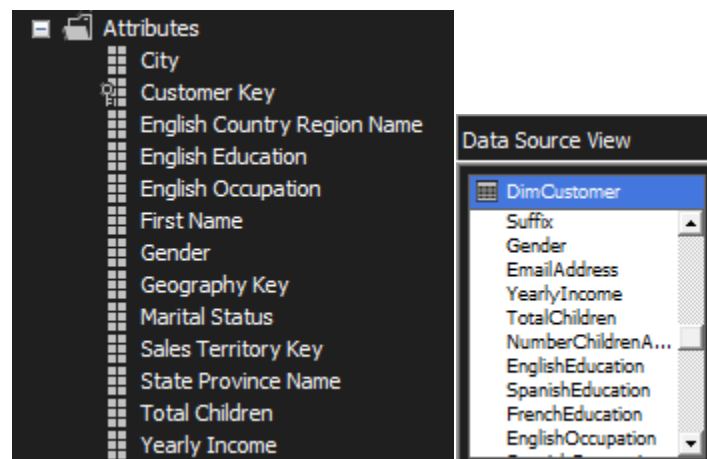 Attributes
City
Customer Key
English Country Region Name
English Education
English Occupation
First Name
Gender
Geography Key
Marital Status
Sales Territory Key
State Province Name
Total Children
Yearly Income
Data Source View
DimCustomer
Suffix
Gender
EmailAddress
YearlyIncome
TotalChildren
NumberChildrenA...
EnglishEducation
SpanishEducation
FrenchEducation
EnglishOccupation